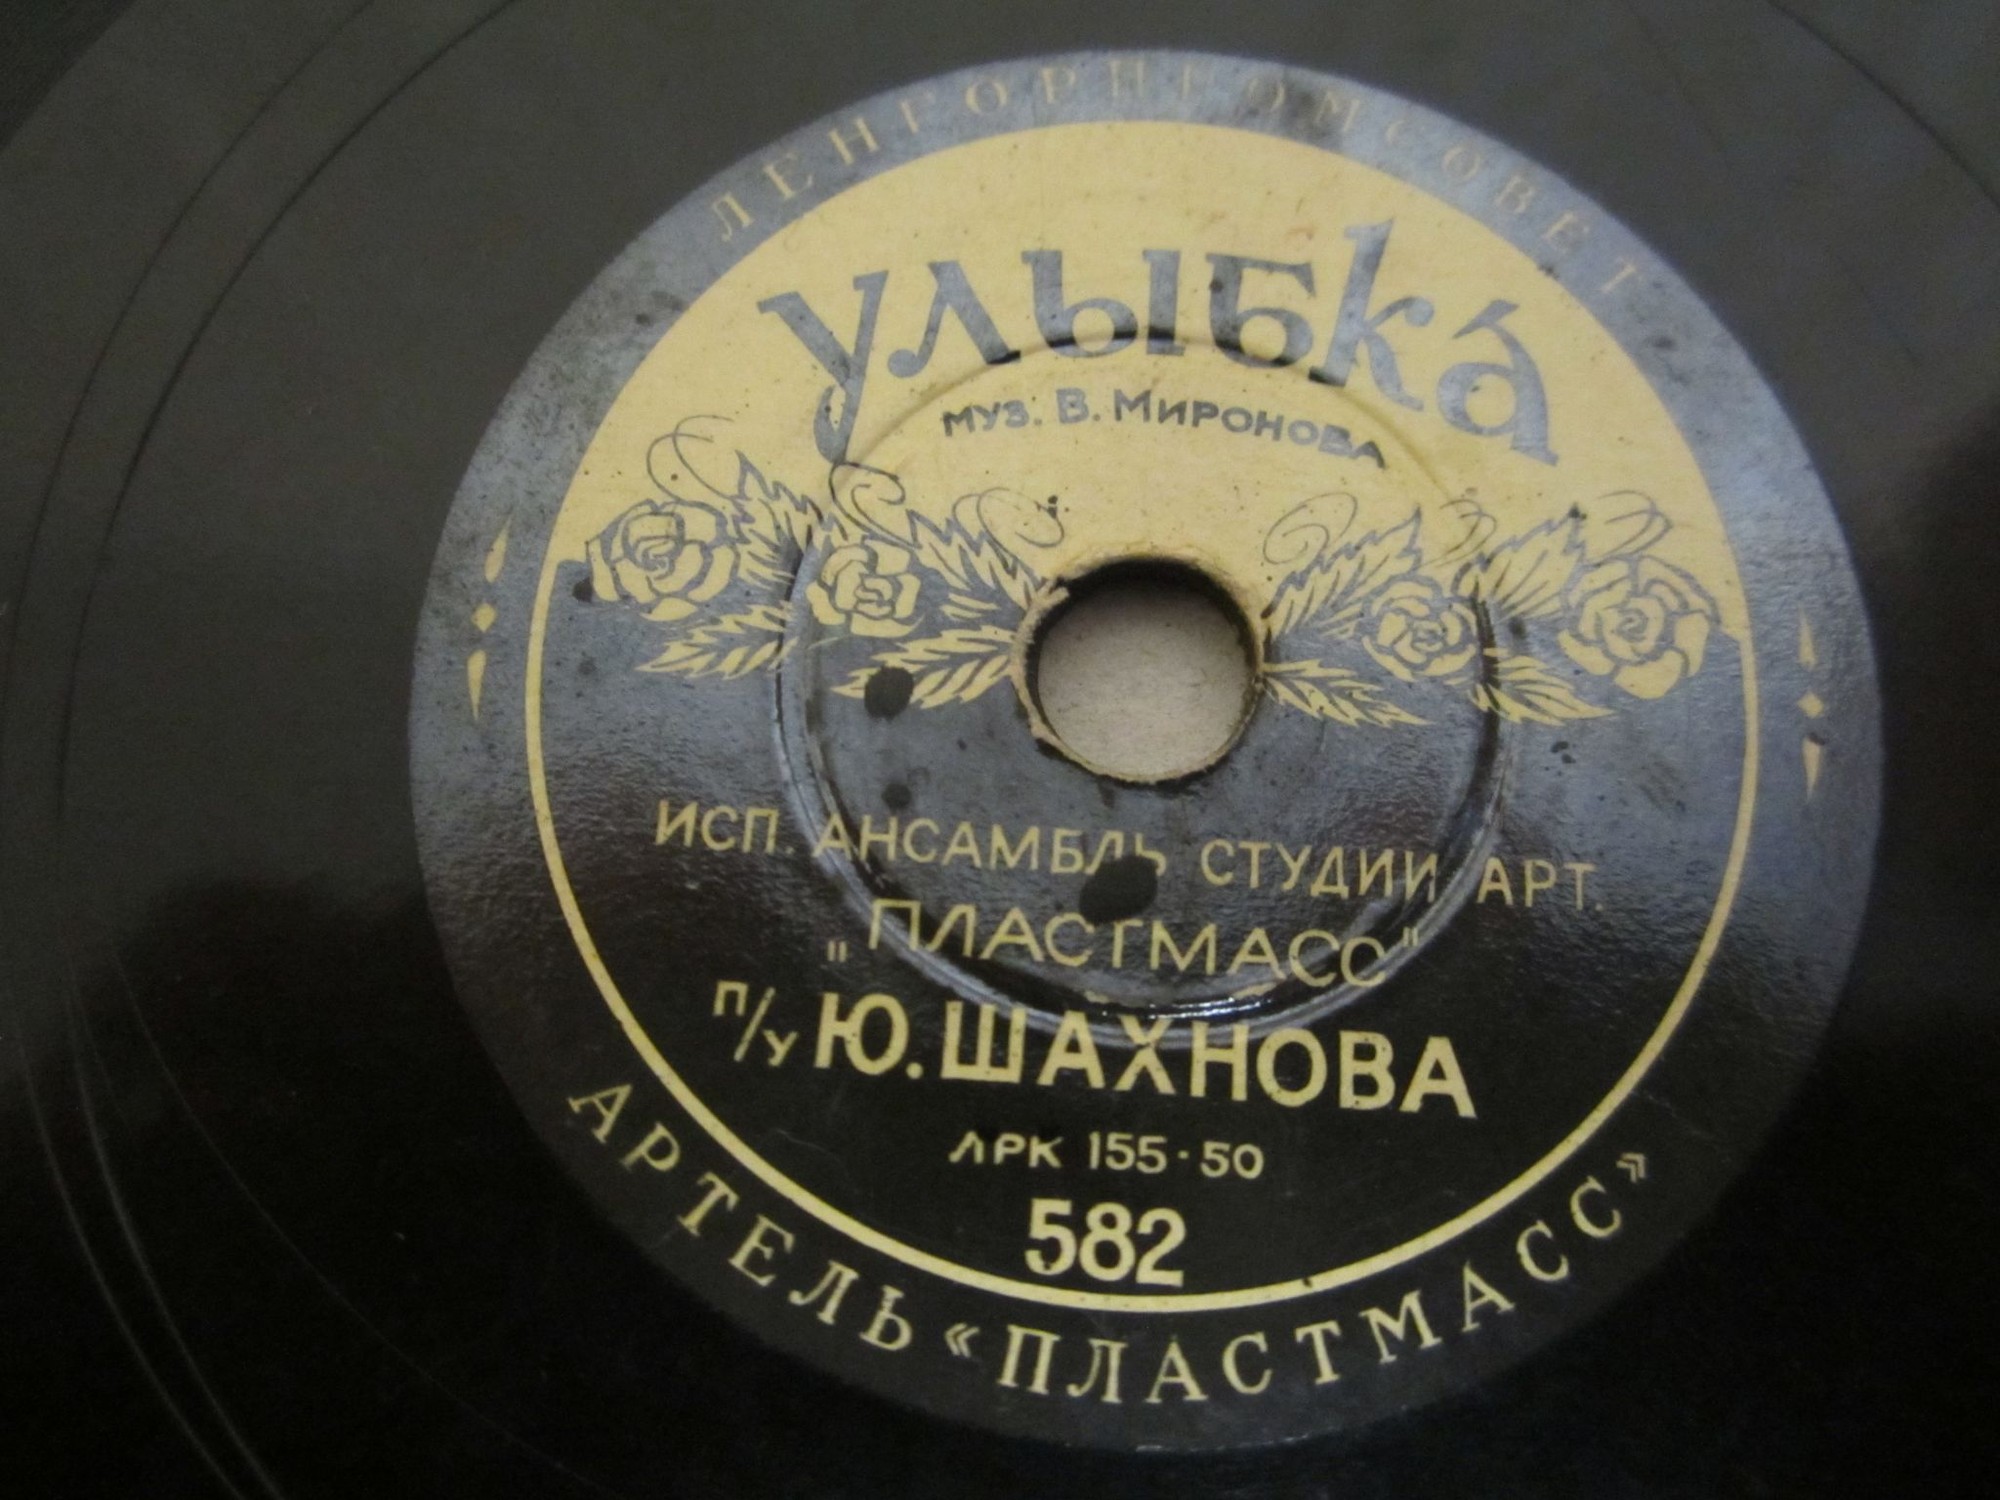 ЛЕНГОРПРОМСОВЕТ
Улыбка́
МУЗ. В. МИРОНОВА
ИСП. АНСАМБЛЬ СТУДИИ АРТ.
„ПЛАСТМАСС"
П/У Ю. ШАХНОВА
ЛРК 155·50
582
АРТЕЛЬ «ПЛАСТМАСС»